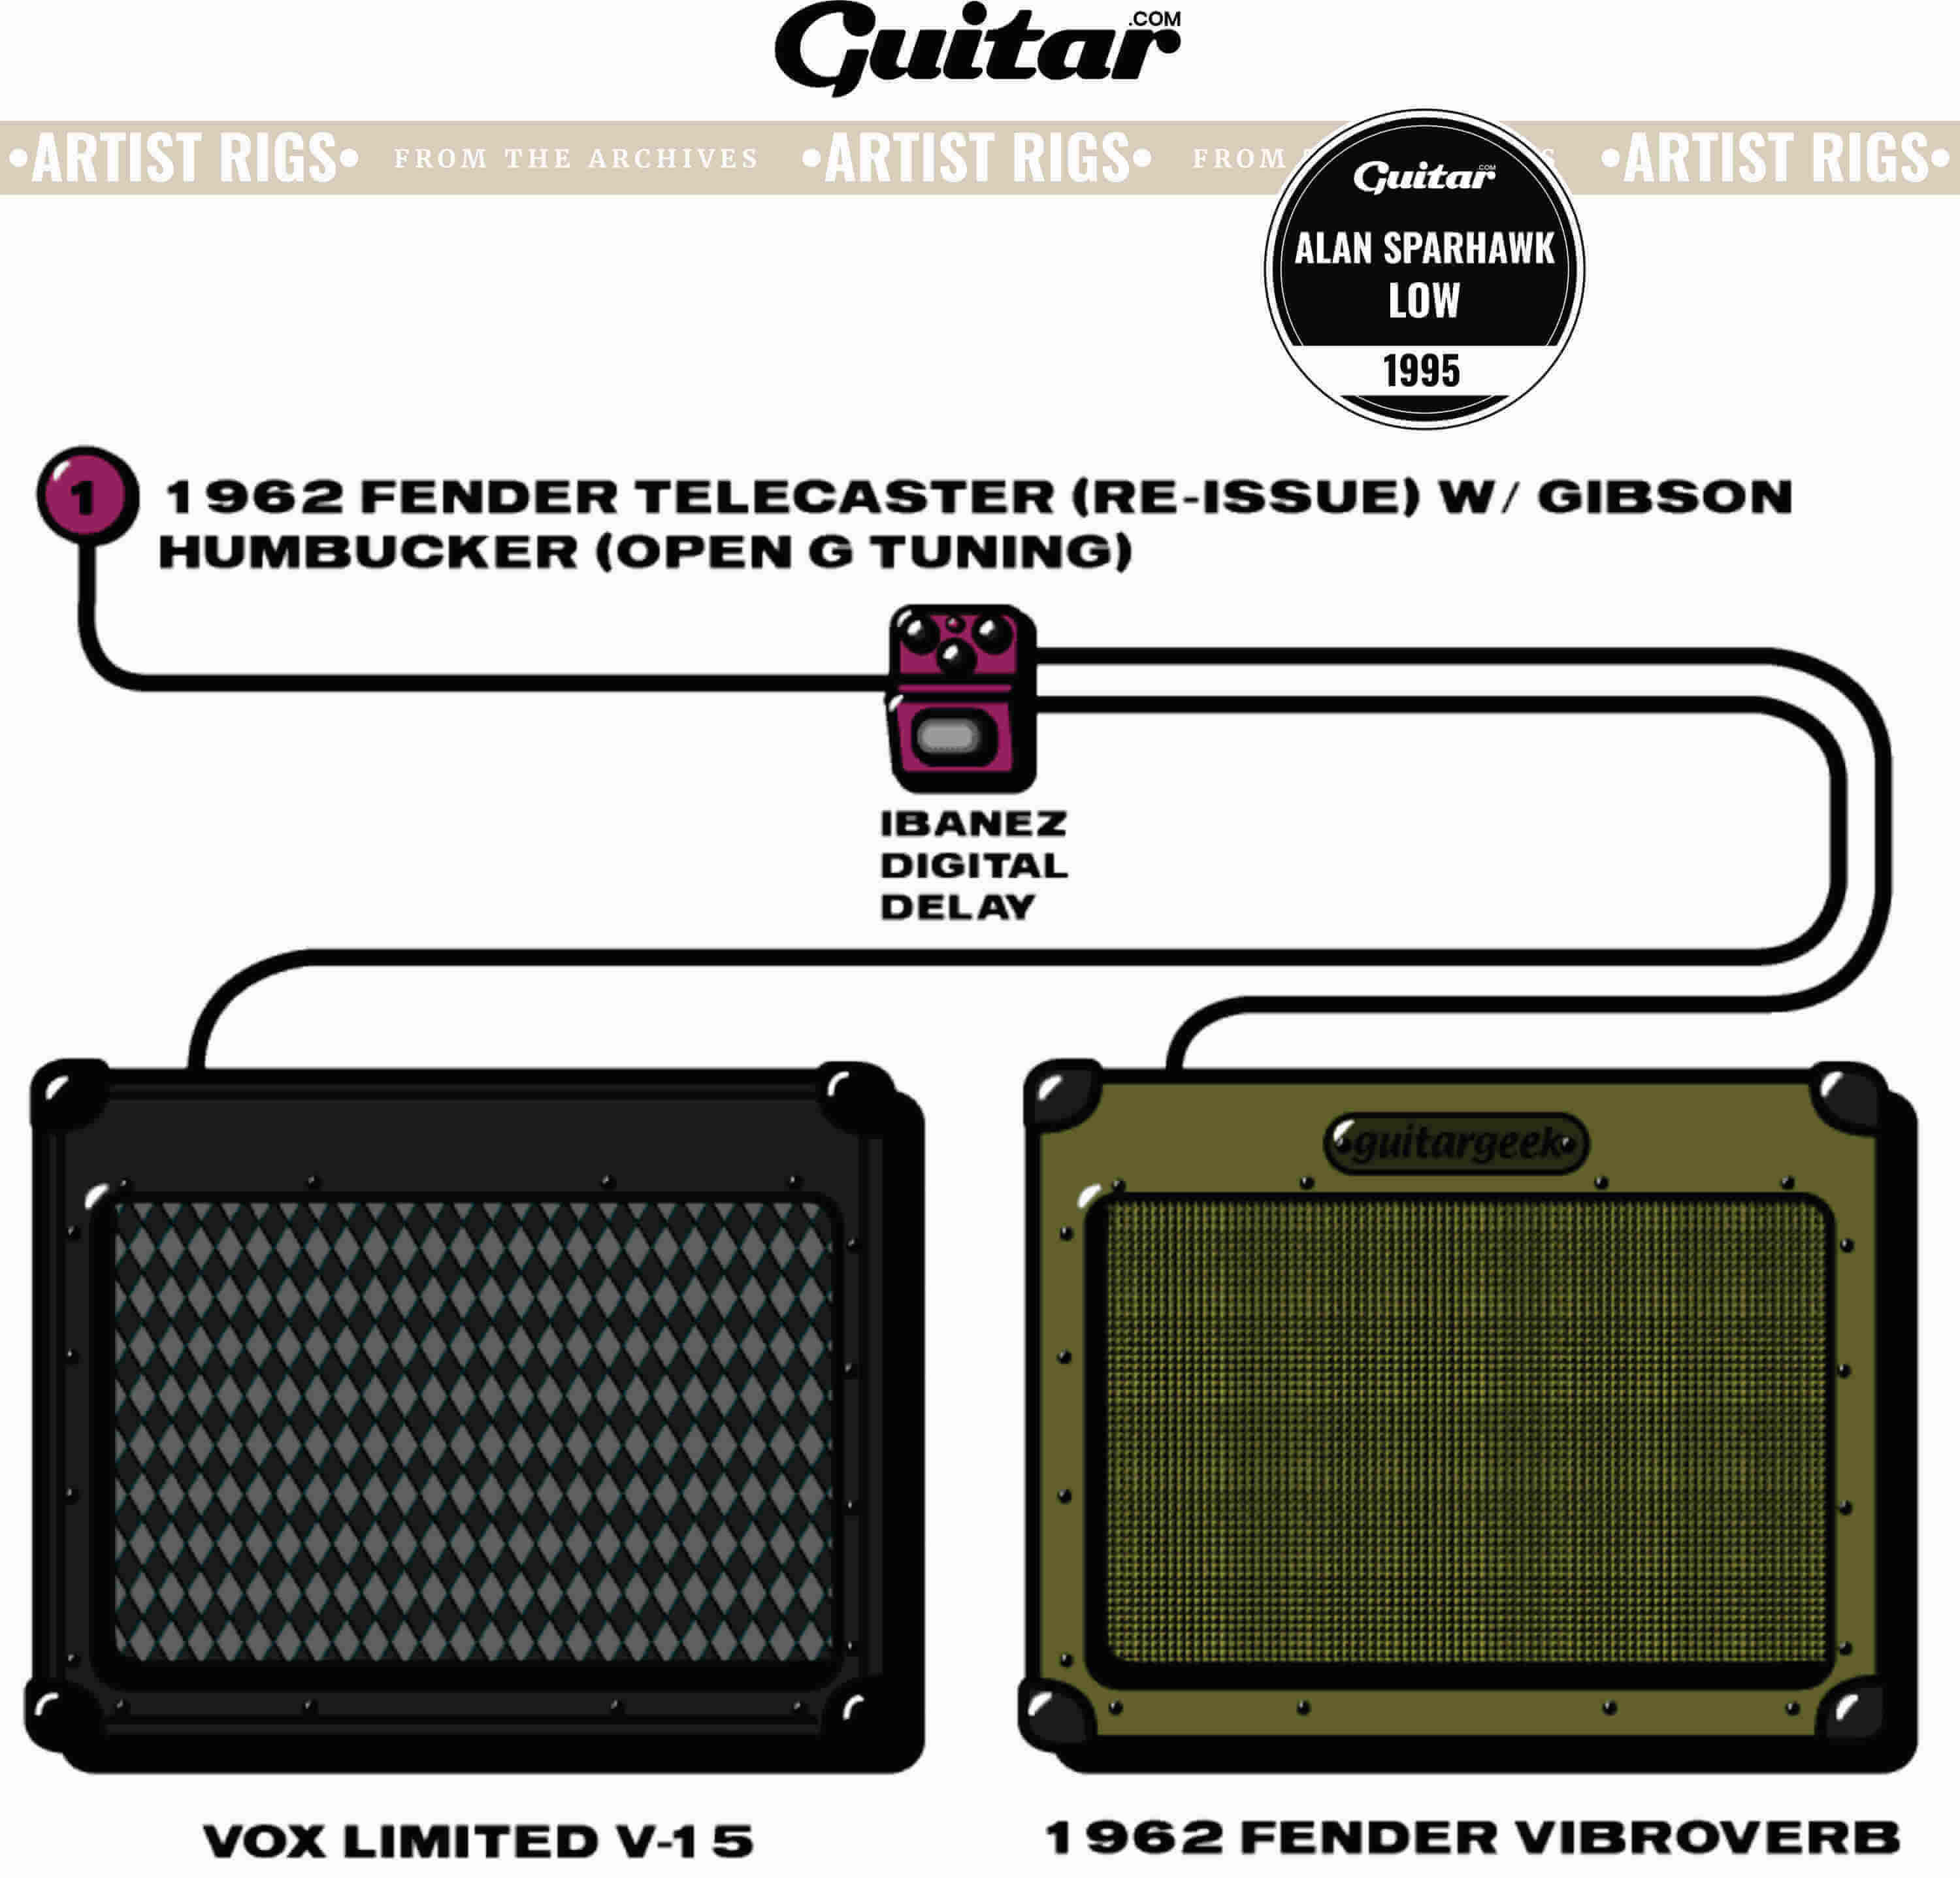 Guitar.COM
•ARTIST RIGS• FROM THE ARCHIVES •ARTIST RIGS• FROM •ARTIST RIGS•
Guitar.COM
ALAN SPARHAWK
LOW
1995
1 1962 FENDER TELECASTER (RE-ISSUE) W/ GIBSON
HUMBUCKER (OPEN G TUNING)
IBANEZ
DIGITAL
DELAY
guitargeek
VOX LIMITED V-15
1962 FENDER VIBROVERB